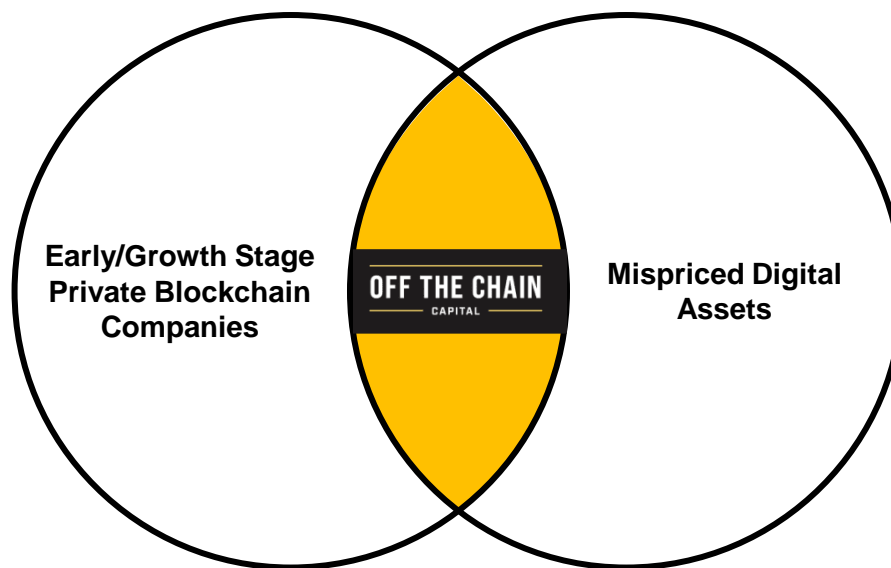 Early/Growth Stage
Private Blockchain
Companies
OFF THE CHAIN
CAPITAL
Mispriced Digital
Assets